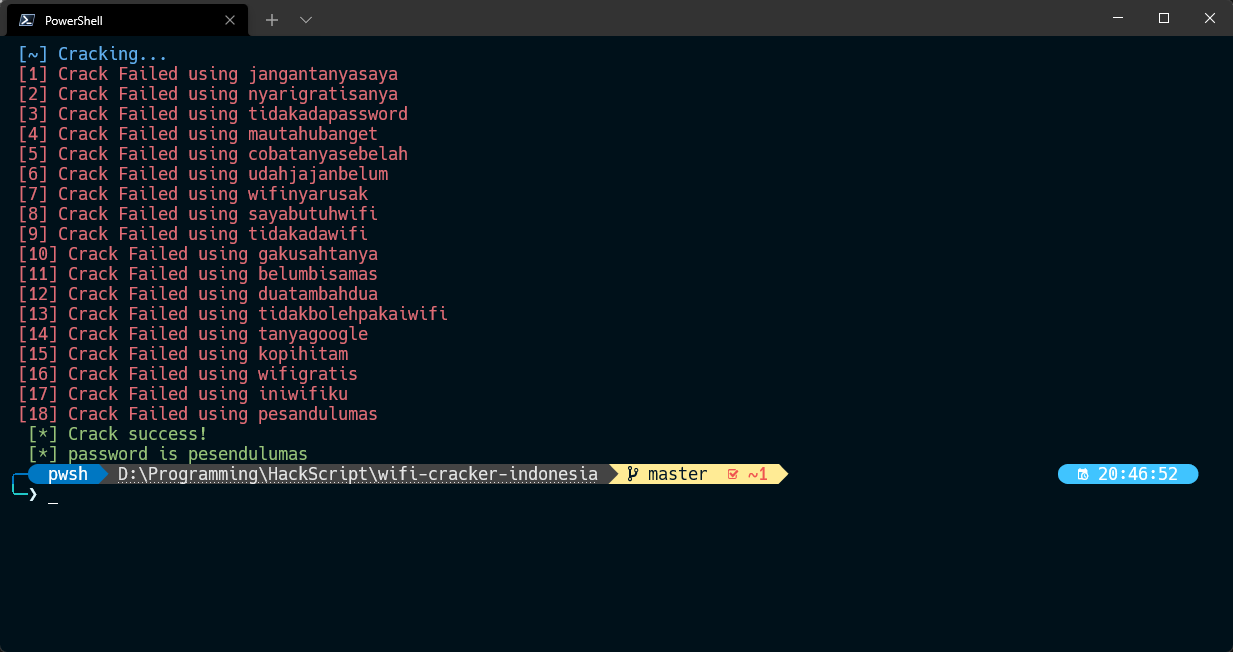 PowerShell
[~] Cracking...
[1] Crack Failed using jangantanyasaya
[2] Crack Failed using nyarigratisanya
[3] Crack Failed using tidakadapassword
[4] Crack Failed using mautahubanget
[5] Crack Failed using cobatanyasebelah
[6] Crack Failed using udahjajanbelum
[7] Crack Failed using wifinyarusak
[8] Crack Failed using sayabutuhwifi
[9] Crack Failed using tidakadawifi
[10] Crack Failed using gakusahtanya
[11] Crack Failed using belumbisamas
[12] Crack Failed using duatambahdua
[13] Crack Failed using tidakbolehpakaiwifi
[14] Crack Failed using tanyagoogle
[15] Crack Failed using kopihitam
[16] Crack Failed using wifigratis
[17] Crack Failed using iniwifiku
[18] Crack Failed using pesandulumas
[*] Crack success!
[*] password is pesendulumas
pwsh D:\Programming\HackScript\wifi-cracker-indonesia master ~1 20:46:52
❯ _